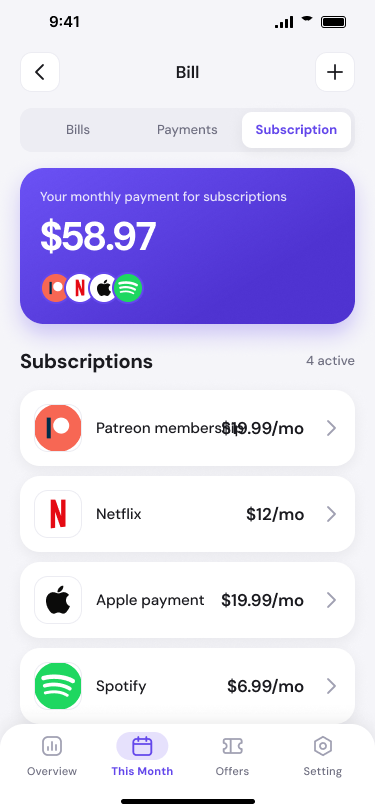 9:41
Bill
Bills
Payments
Subscription
Your monthly payment for subscriptions
$58.97
Subscriptions
4 active
Patreon membership
$19.99/mo
Netflix
$12/mo
Apple payment
$19.99/mo
Spotify
$6.99/mo
Overview
This Month
Offers
Setting